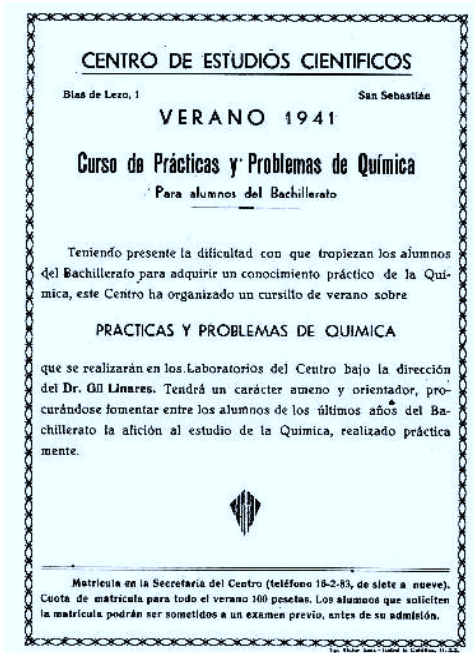 CENTRO DE ESTUDIOS CIENTIFICOS
Blas de Lezo, 1
San Sebastián
VERANO 1941
Curso de Prácticas y Problemas de Química
Para alumnos del Bachillerato
Teniendo presente la dificultad con que tropiezan los alumnos
del Bachillerato para adquirir un conocimiento práctico de la Quí-
mica, este Centro ha organizado un cursillo de verano sobre
PRACTICAS Y PROBLEMAS DE QUIMICA
que se realizarán en los Laboratorios del Centro bajo la dirección
del Dr. Gil Linares. Tendrá un carácter ameno y orientador, pro-
curándose fomentar entre los alumnos de los últimos años del Ba-
chillerato la afición al estudio de la Química, realizado práctica
mente.
Matrícula en la Secretaría del Centro (teléfono 16-2-83, de siete a nueve).
Cuota de matrícula para todo el verano 100 pesetas. Los alumnos que soliciten
la matrícula podrán ser sometidos a un examen previo, antes de su admisión.